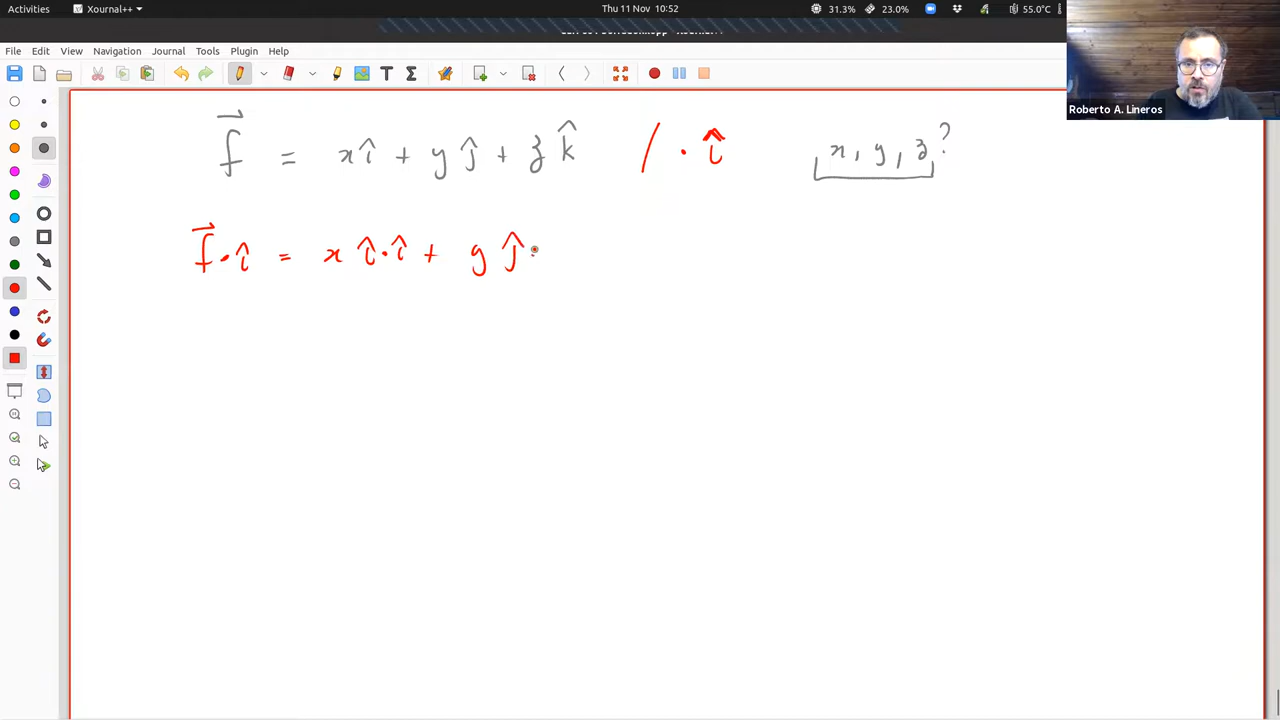 Activities
Xournal++
Thu 11 Nov 10:52
31.3%
23.0%
55.0°C
File Edit View Navigation Journal Tools Plugin Help
Roberto A. Lineros
f⃗ = x î + y ĵ + z k̂ / · î x, y, z ?
f⃗ · î = x î · î + y ĵ ·